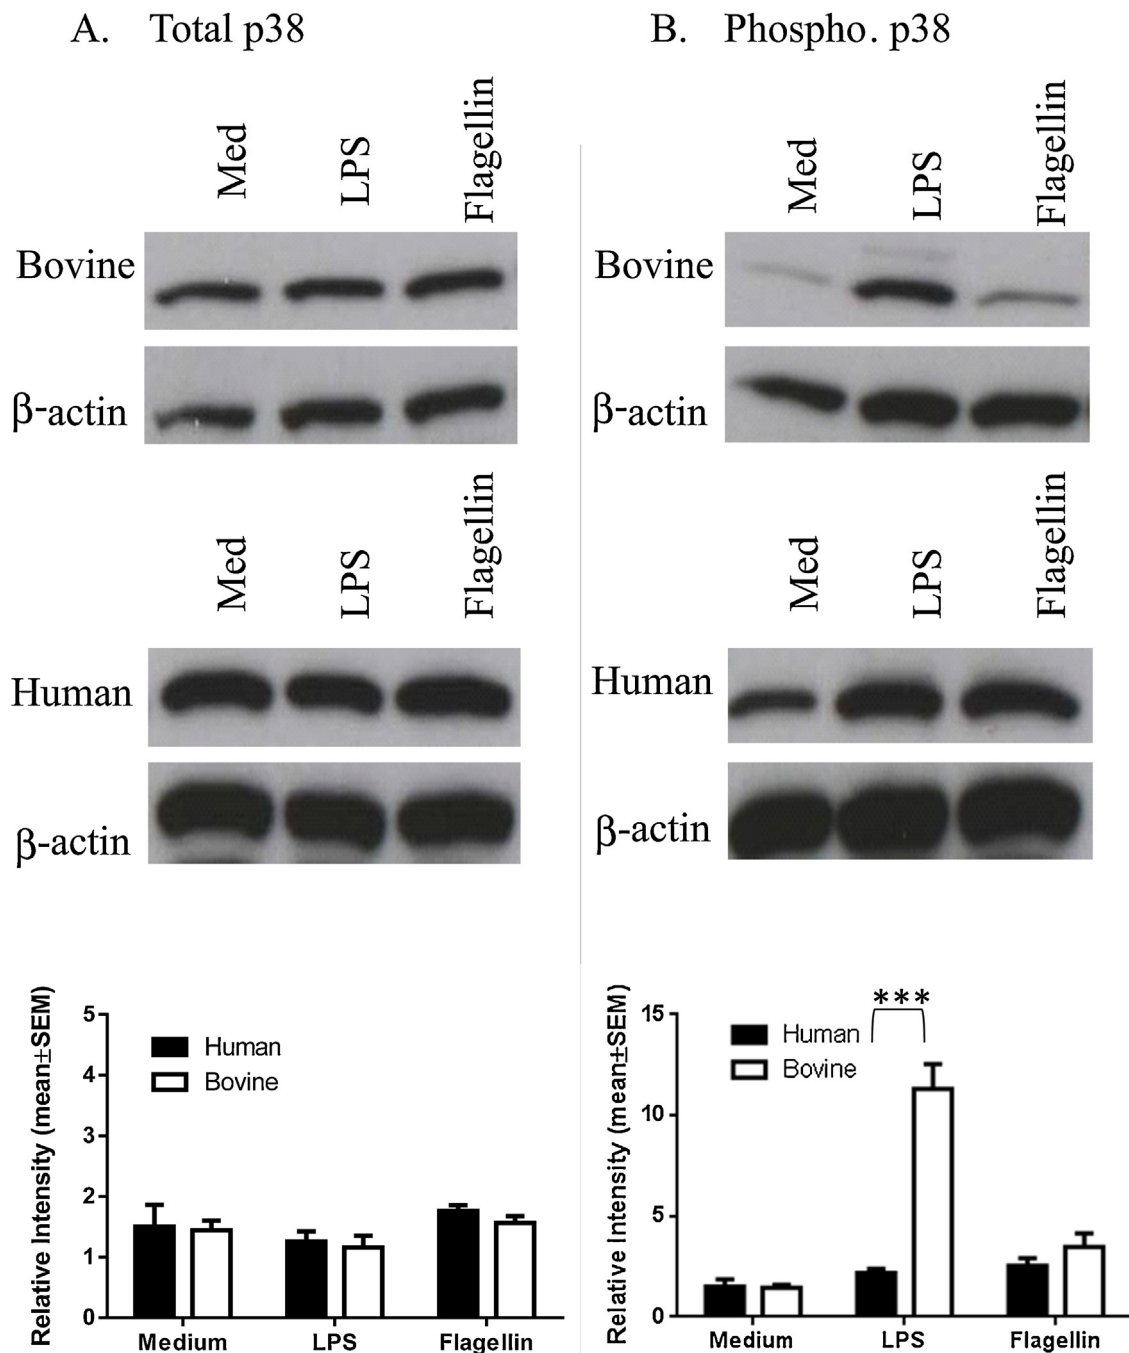 A. Total p38
Med
LPS
Flagellin
Bovine
β-actin
Med
LPS
Flagellin
Human
β-actin
Relative Intensity (mean±SEM)
5
4
3
2
1
0
Human
Bovine
Medium
LPS
Flagellin
B. Phospho. p38
Med
LPS
Flagellin
Bovine
β-actin
Med
LPS
Flagellin
Human
β-actin
Relative Intensity (mean±SEM)
15
10
5
0
Human
Bovine
***
Medium
LPS
Flagellin